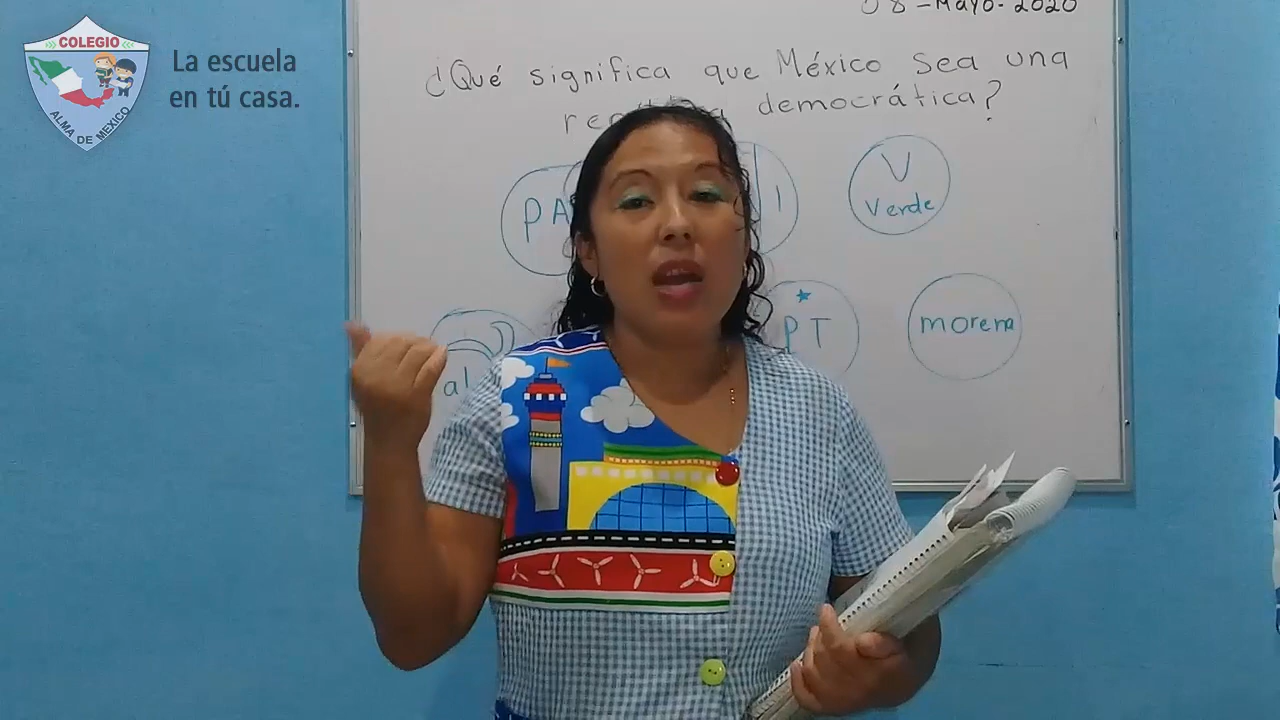 COLEGIO
ALMA DE MEXICO
La escuela
en tú casa.
08-Mayo-2020
¿Qué significa que México sea una
democrática?
V
Verde
PT
morena